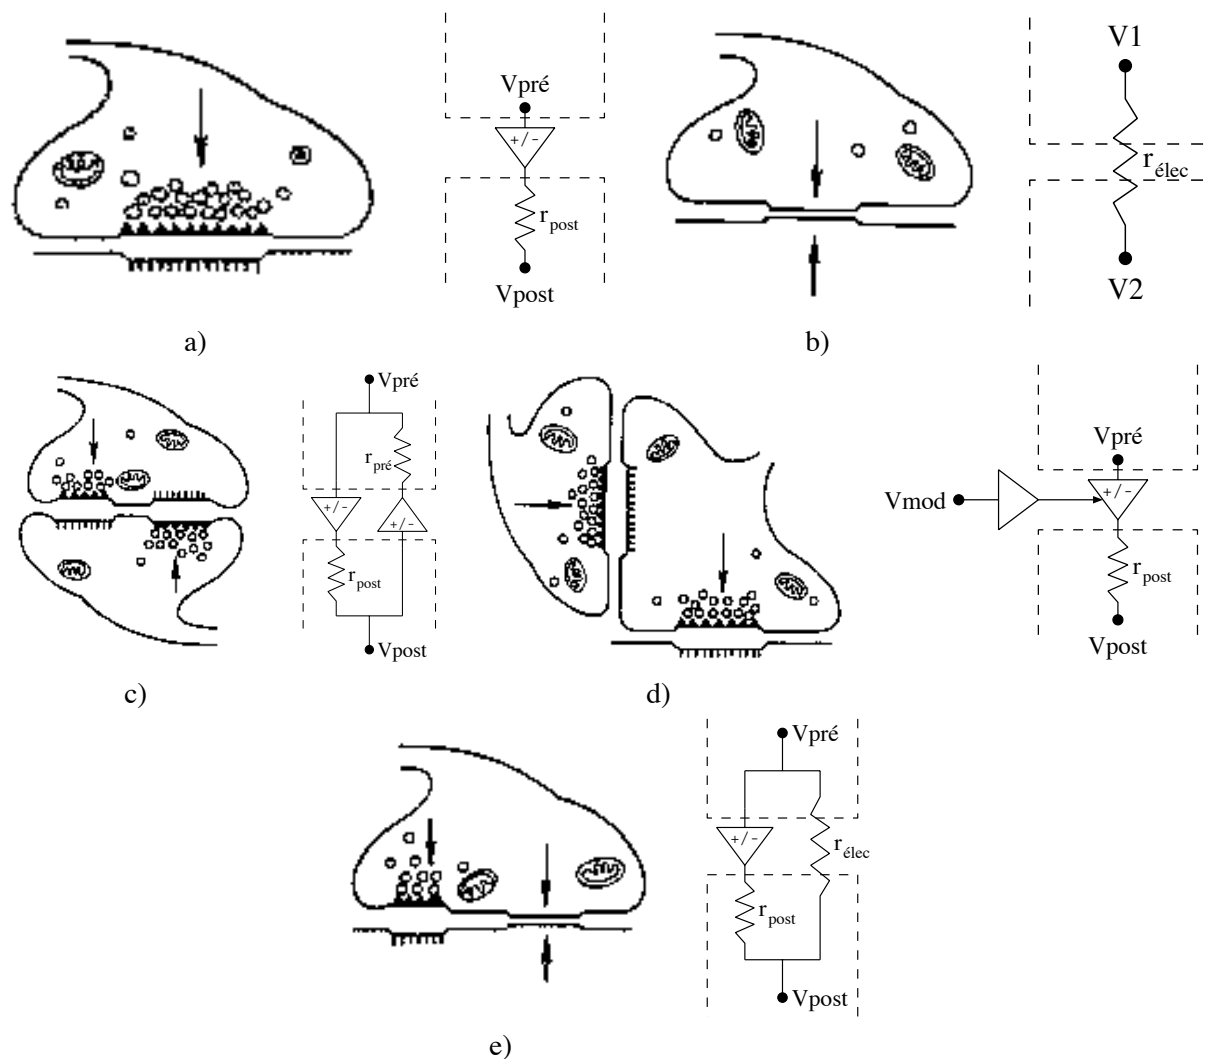 Vpré
+/-
r post
Vpost
a)
V1
r élec
V2
b)
Vpré
r pré
+/-
+/-
r post
Vpost
c)
d)
Vpré
Vmod
+/-
r post
Vpost
Vpré
+/-
r élec
r post
Vpost
e)